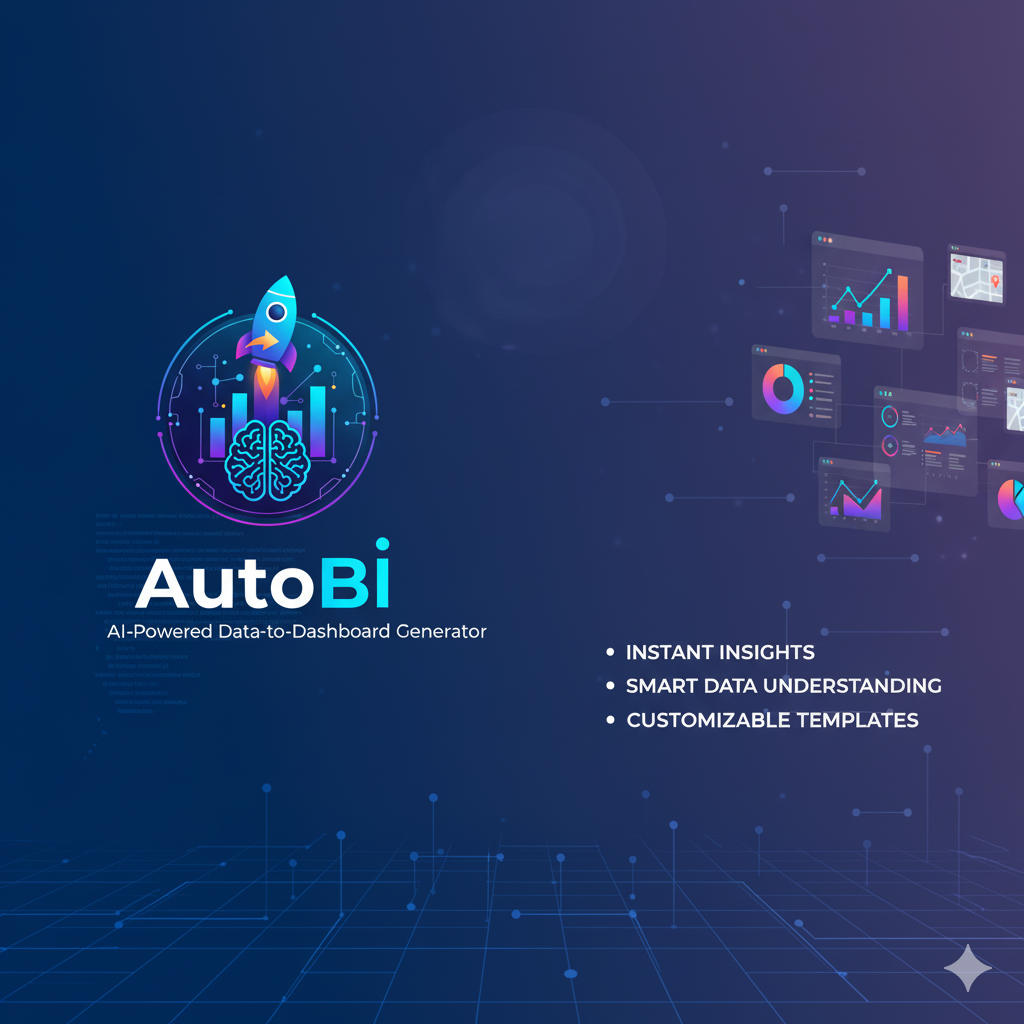 AutoBi
AI-Powered Data-to-Dashboard Generator
• INSTANT INSIGHTS
• SMART DATA UNDERSTANDING
• CUSTOMIZABLE TEMPLATES